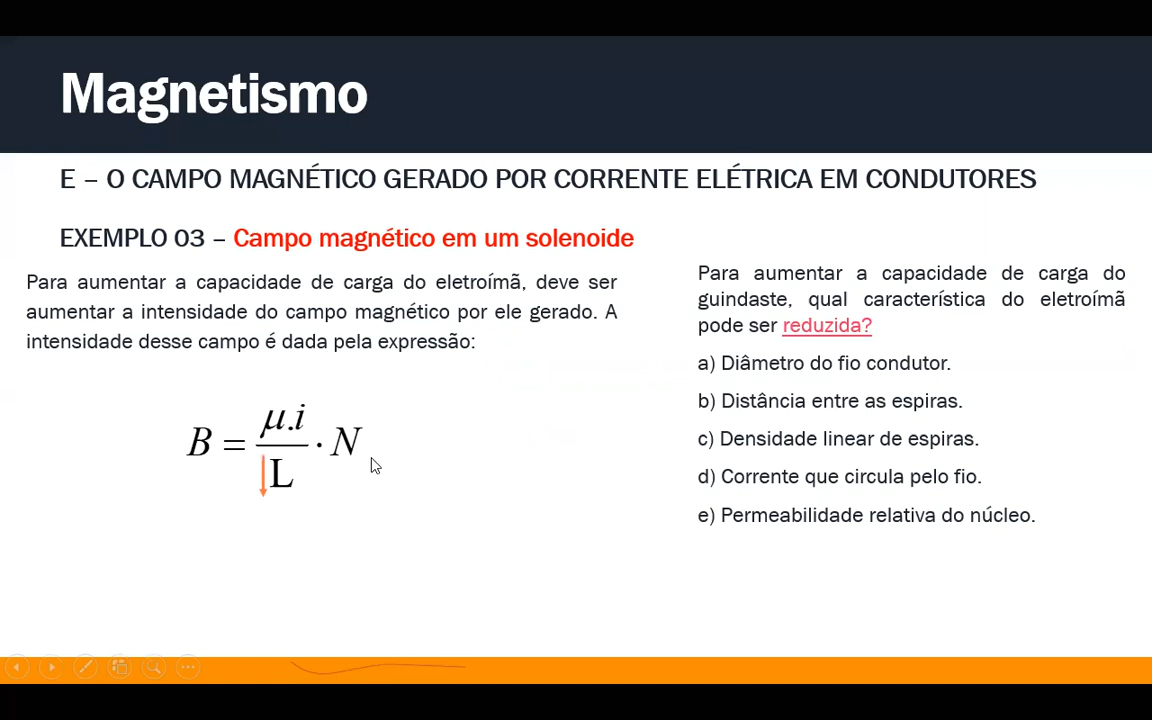 Magnetismo
E – O CAMPO MAGNÉTICO GERADO POR CORRENTE ELÉTRICA EM CONDUTORES
EXEMPLO 03 – Campo magnético em um solenoide
Para aumentar a capacidade de carga do eletroímã, deve ser
aumentar a intensidade do campo magnético por ele gerado. A
intensidade desse campo é dada pela expressão:
B = μ.i / L · N
Para aumentar a capacidade de carga do
guindaste, qual característica do eletroímã
pode ser reduzida?
a) Diâmetro do fio condutor.
b) Distância entre as espiras.
c) Densidade linear de espiras.
d) Corrente que circula pelo fio.
e) Permeabilidade relativa do núcleo.